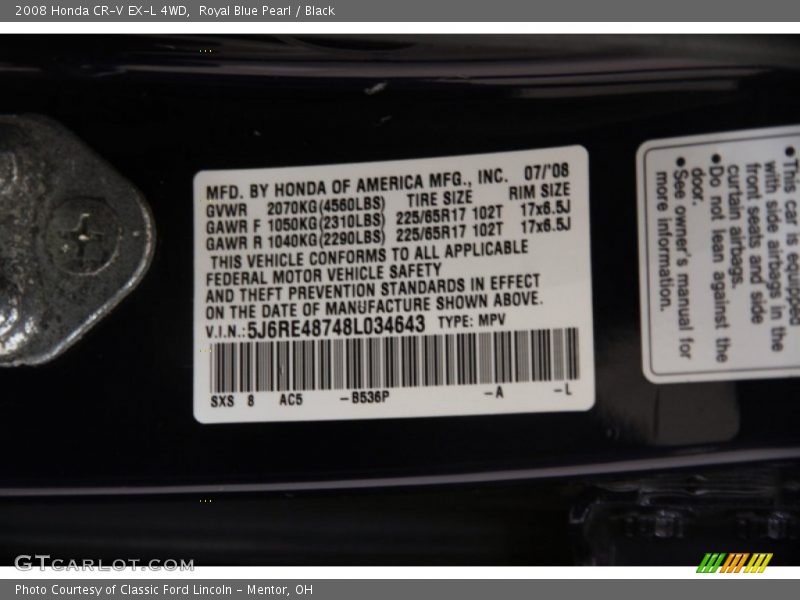 2008 Honda CR-V EX-L 4WD, Royal Blue Pearl / Black
MFD. BY HONDA OF AMERICA MFG., INC. 07/'08
GVWR 2070KG(4560LBS) TIRE SIZE RIM SIZE
GAWR F 1050KG(2310LBS) 225/65R17 102T 17x6.5J
GAWR R 1040KG(2290LBS) 225/65R17 102T 17x6.5J
THIS VEHICLE CONFORMS TO ALL APPLICABLE
FEDERAL MOTOR VEHICLE SAFETY
AND THEFT PREVENTION STANDARDS IN EFFECT
ON THE DATE OF MANUFACTURE SHOWN ABOVE.
V.I.N.:5J6RE48748L034643 TYPE: MPV
SXS 8 AC5 -B536P -A -L
•This car is equipped
with side airbags in the
front seats and side
curtain airbags.
•Do not lean against the
door.
•See owner's manual for
more information.
GTCARLOT.COM
Photo Courtesy of Classic Ford Lincoln - Mentor, OH